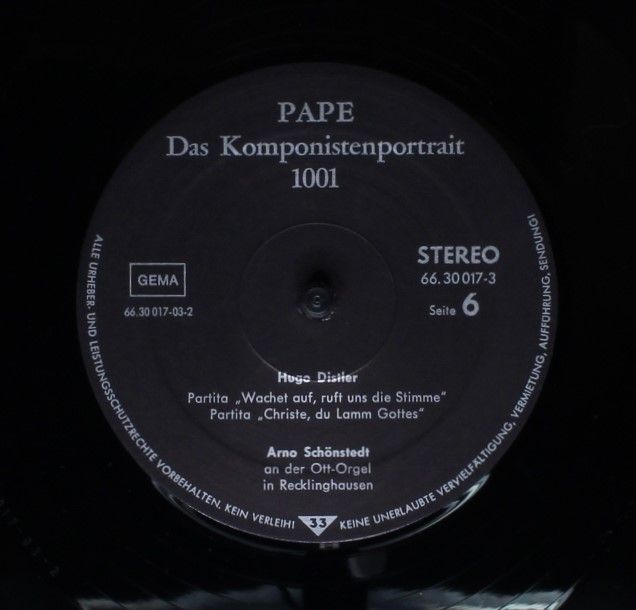 PAPE
Das Komponistenportrait
1001
STEREO
66.30 017-3
Seite 6
GEMA
66.30 017-03-2
Hugo Distler
Partita „Wachet auf, ruft uns die Stimme“
Partita „Christe, du Lamm Gottes“
Arno Schönstedt
an der Ott-Orgel
in Recklinghausen
ALLE URHEBER- UND LEISTUNGSSCHUTZRECHTE VORBEHALTEN. KEIN VERLEIH! 33 KEINE UNERLAUBTE VERVIELFÄLTIGUNG, VERMIETUNG, AUFFÜHRUNG, SENDUNG!